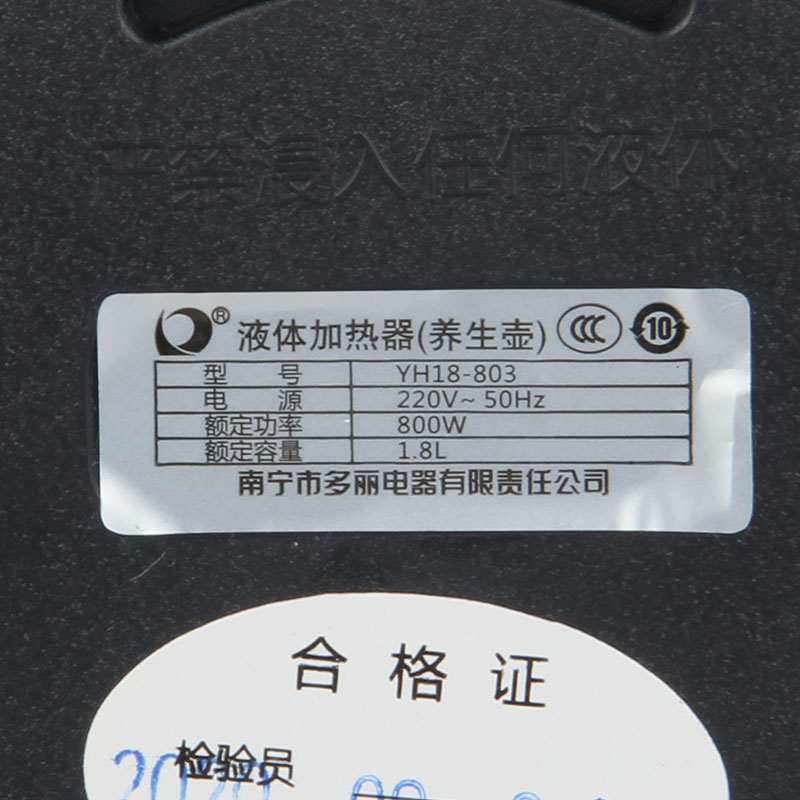 严禁浸入任何液体
® 液体加热器(养生壶) CCC 10
型 号 YH18-803
电 源 220V~ 50Hz
额定功率 800W
额定容量 1.8L
南宁市多丽电器有限责任公司
合格证
检验员